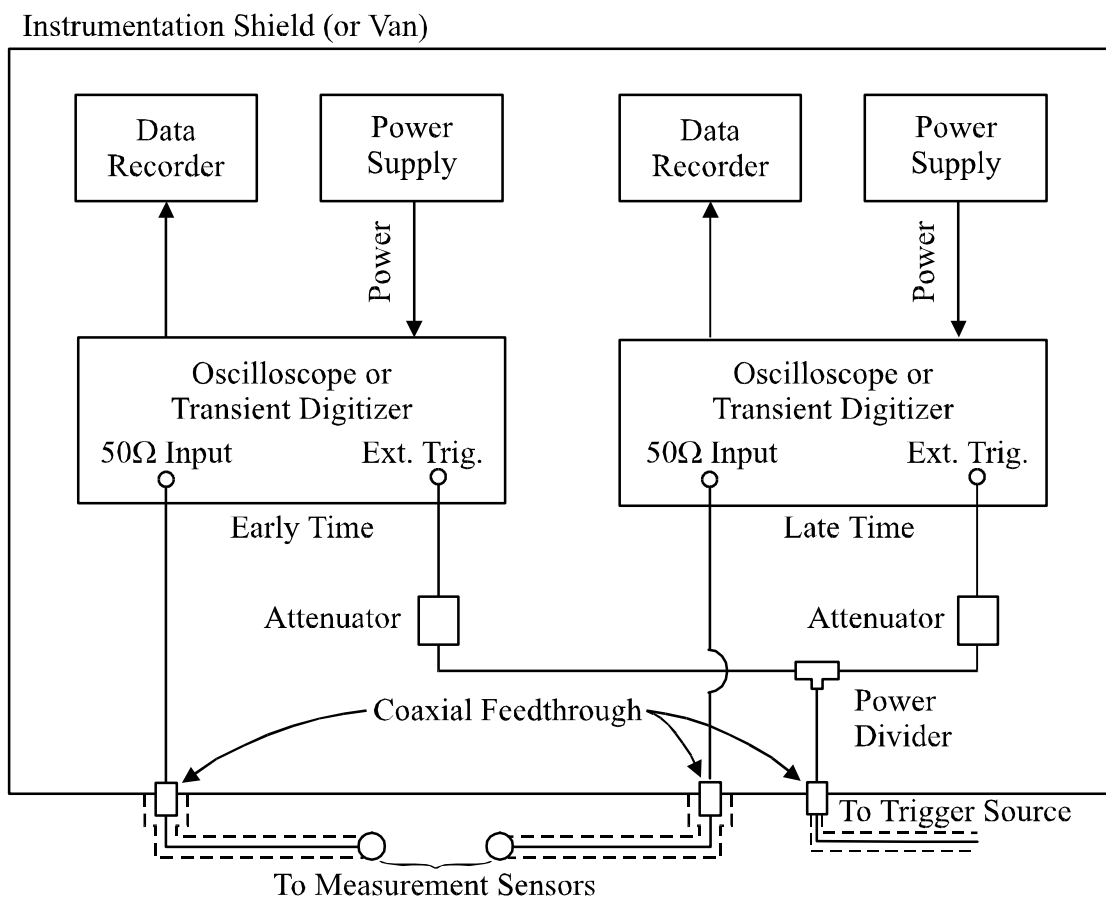 Instrumentation Shield (or Van)
Data
Recorder
Power
Supply
Data
Recorder
Power
Supply
Power
Power
Oscilloscope or
Transient Digitizer
50Ω Input
Ext. Trig.
Oscilloscope or
Transient Digitizer
50Ω Input
Ext. Trig.
Early Time
Late Time
Attenuator
Attenuator
Coaxial Feedthrough
Power
Divider
To Trigger Source
To Measurement Sensors